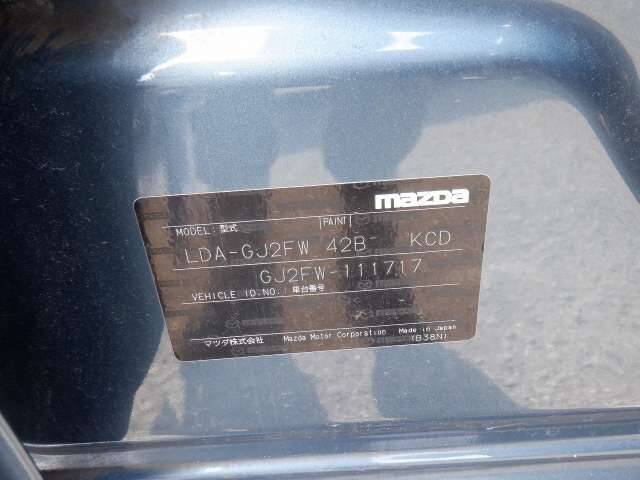 mazDa
MODEL: 型式 PAINT
LDA-GJ2FW 42B KCD
GJ2FW-111717
VEHICLE ID.NO.: 車台番号
マツダ株式会社 Mazda Motor Corporation Made in Japan
(B38N)